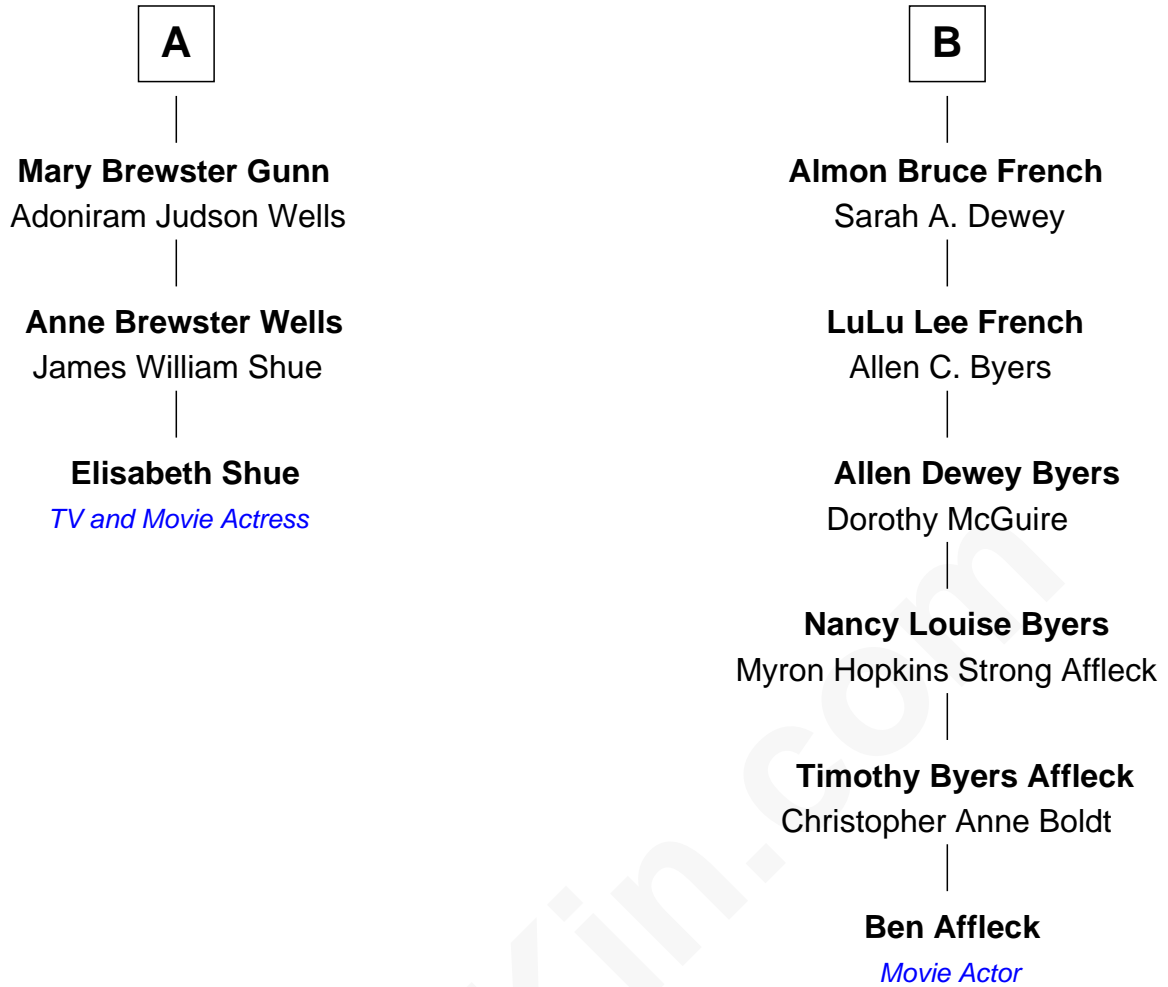 A
Mary Brewster Gunn
Adoniram Judson Wells
Anne Brewster Wells
James William Shue
Elisabeth Shue
TV and Movie Actress
B
Almon Bruce French
Sarah A. Dewey
LuLu Lee French
Allen C. Byers
Allen Dewey Byers
Dorothy McGuire
Nancy Louise Byers
Myron Hopkins Strong Affleck
Timothy Byers Affleck
Christopher Anne Boldt
Ben Affleck
Movie Actor
Kin.com